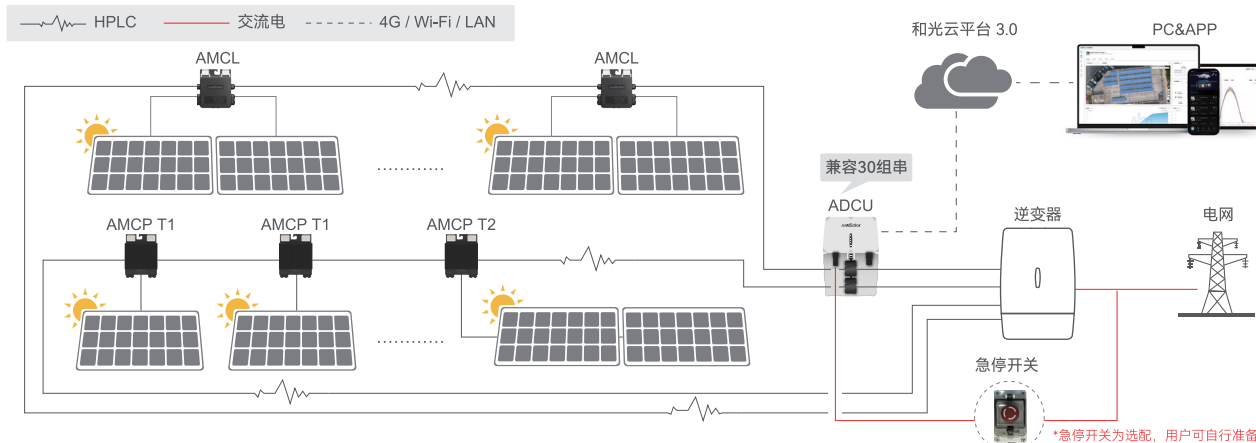 HPLC
交流电
4G / Wi-Fi / LAN
和光云平台 3.0
PC&APP
AMCL
AMCL
兼容30组串
ADCU
逆变器
电网
AMCP T1
AMCP T1
AMCP T2
急停开关
*急停开关为选配，用户可自行准备